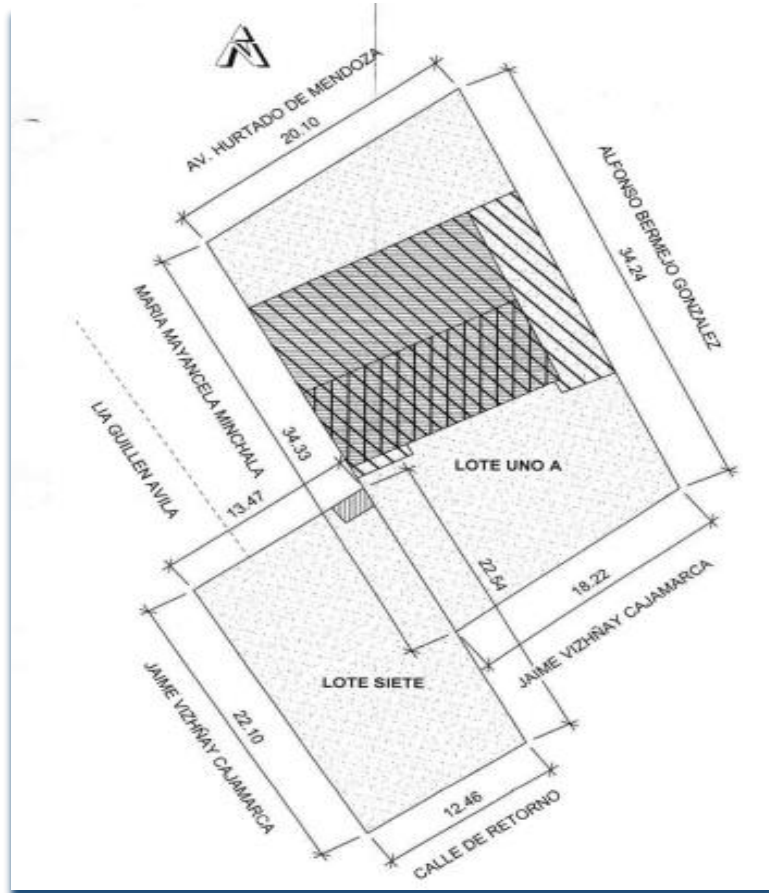 N
AV. HURTADO DE MENDOZA
20.10
ALFONSO BERMEJO GONZALEZ
34.24
MARIA MAYANCELA MINCHALA
34.33
LIA GUILLEN AVILA
13.47
LOTE UNO A
22.54
18.22
JAIME VIZHÑAY CAJAMARCA
LOTE SIETE
JAIME VIZHÑAY CAJAMARCA
22.10
12.46
CALLE DE RETORNO